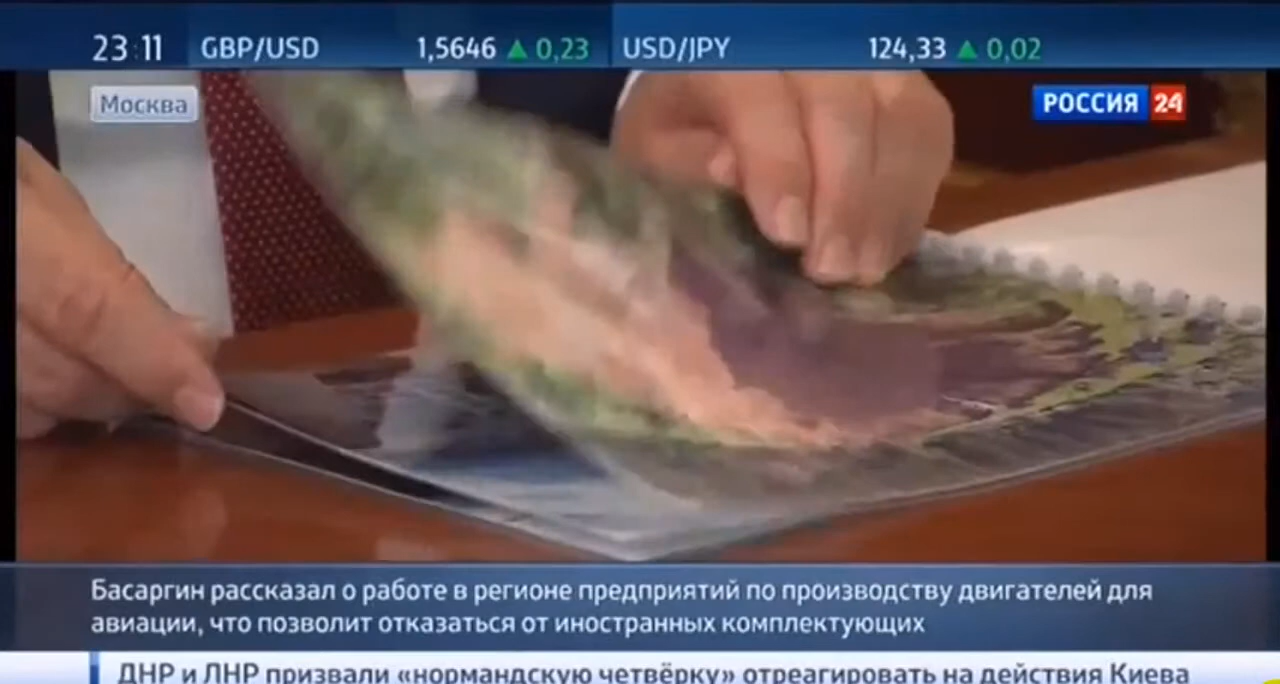 23:11 GBP/USD 1,5646 ▲ 0,23 USD/JPY 124,33 ▲ 0,02
Москва
РОССИЯ 24
Басаргин рассказал о работе в регионе предприятий по производству двигателей для
авиации, что позволит отказаться от иностранных комплектующих
ДНР и ЛНР призвали «нормандскую четвёрку» отреагировать на действия Киева